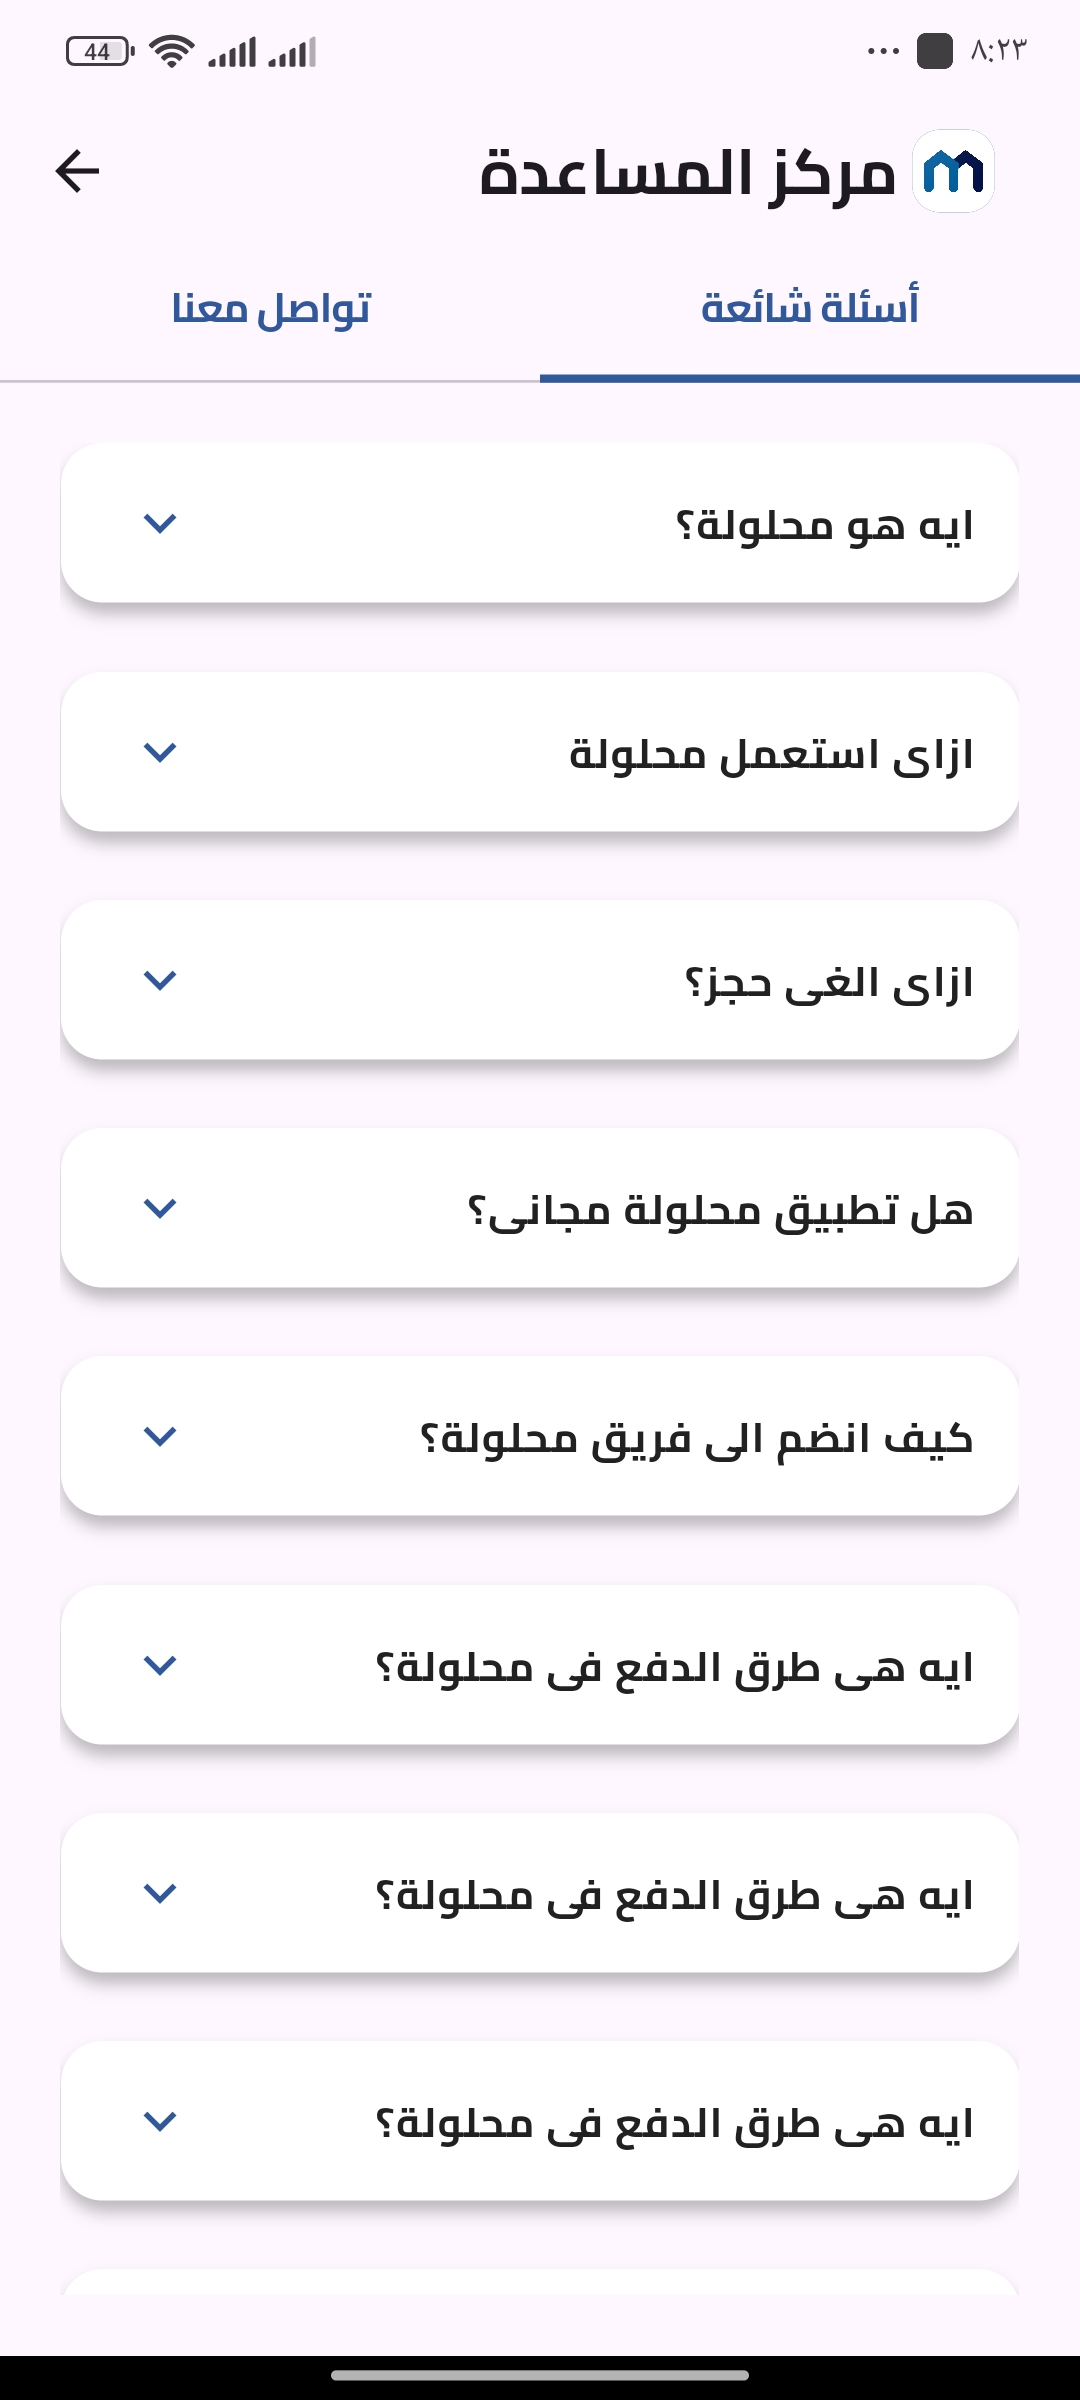 44
٨:٢٣
مركز المساعدة
أسئلة شائعة
تواصل معنا
ايه هو محلولة؟
ازاى استعمل محلولة
ازاى الغى حجز؟
هل تطبيق محلولة مجانى؟
كيف انضم الى فريق محلولة؟
ايه هى طرق الدفع فى محلولة؟
ايه هى طرق الدفع فى محلولة؟
ايه هى طرق الدفع فى محلولة؟